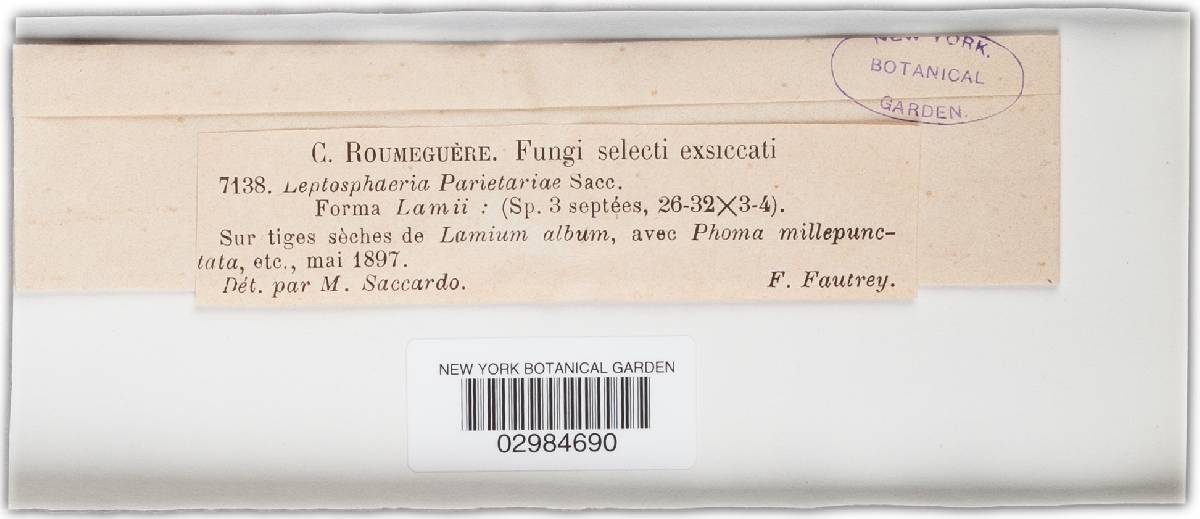 NEW YORK.
BOTANICAL
GARDEN.
C. ROUMEGUÈRE. Fungi selecti exsiccati
7138. Leptosphaeria Parietariae Sacc.
Forma Lamii : (Sp. 3 septées, 26-32×3-4).
Sur tiges sèches de Lamium album, avec Phoma millepunc-
tata, etc., mai 1897.
Dét. par M. Saccardo. F. Fautrey.
NEW YORK BOTANICAL GARDEN
02984690